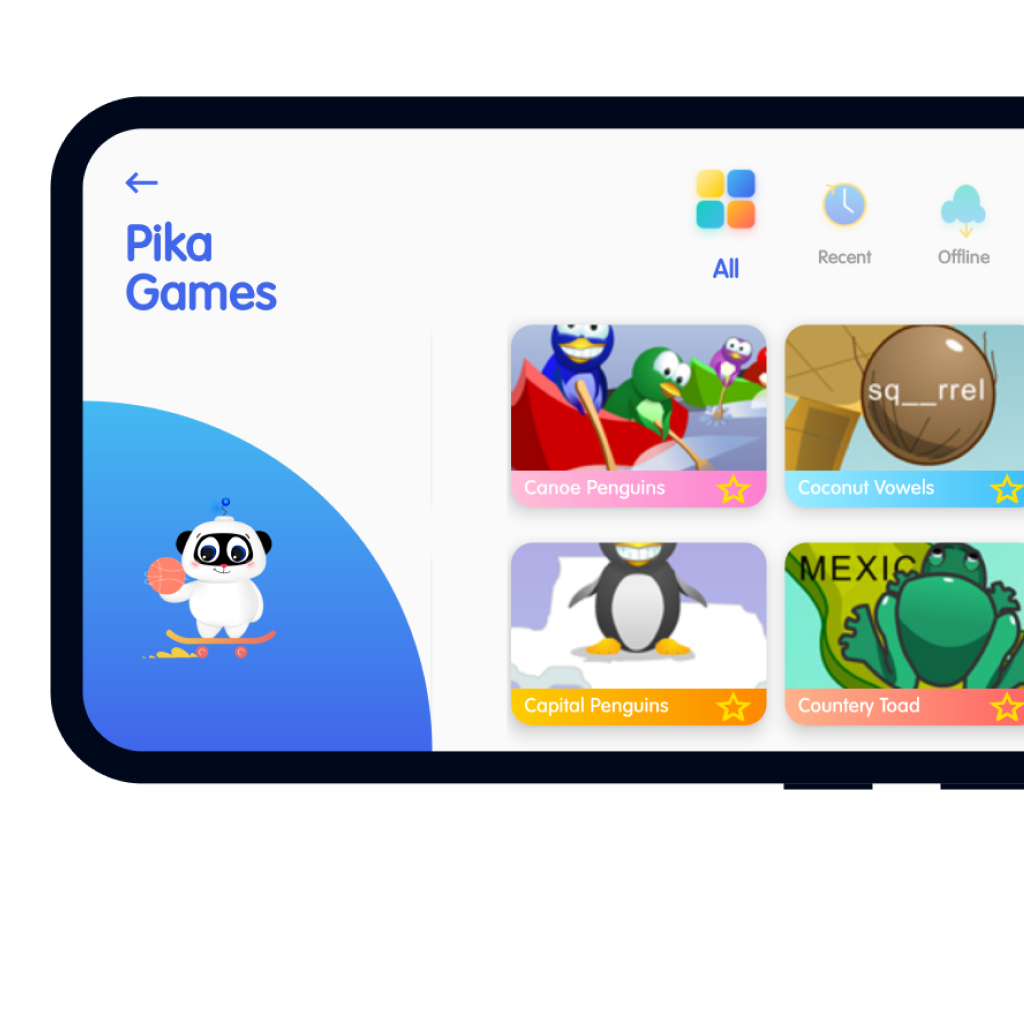 Pika
Games
All
Recent
Offline
sq__rrel
Canoe Penguins
Coconut Vowels
MEXIC
Capital Penguins
Countery Toad